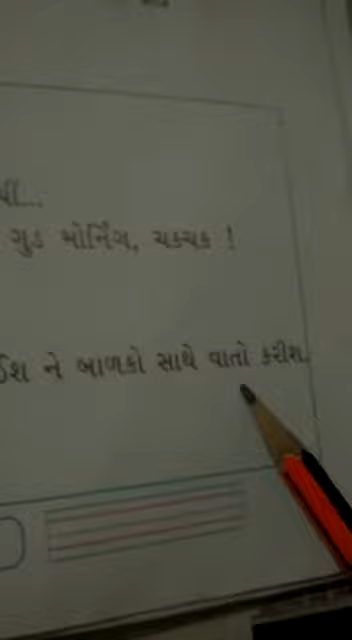 ગુડ મોર્નિંગ, ચકચક !
ને બાળકો સાથે વાતો કરીશ.